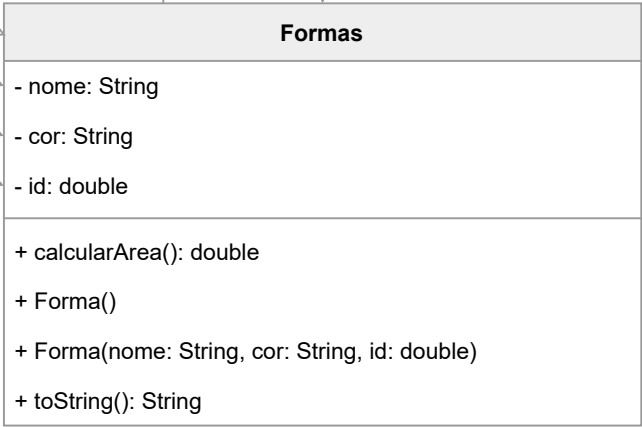 Formas
- nome: String
- cor: String
- id: double
+ calcularArea(): double
+ Forma()
+ Forma(nome: String, cor: String, id: double)
+ toString(): String